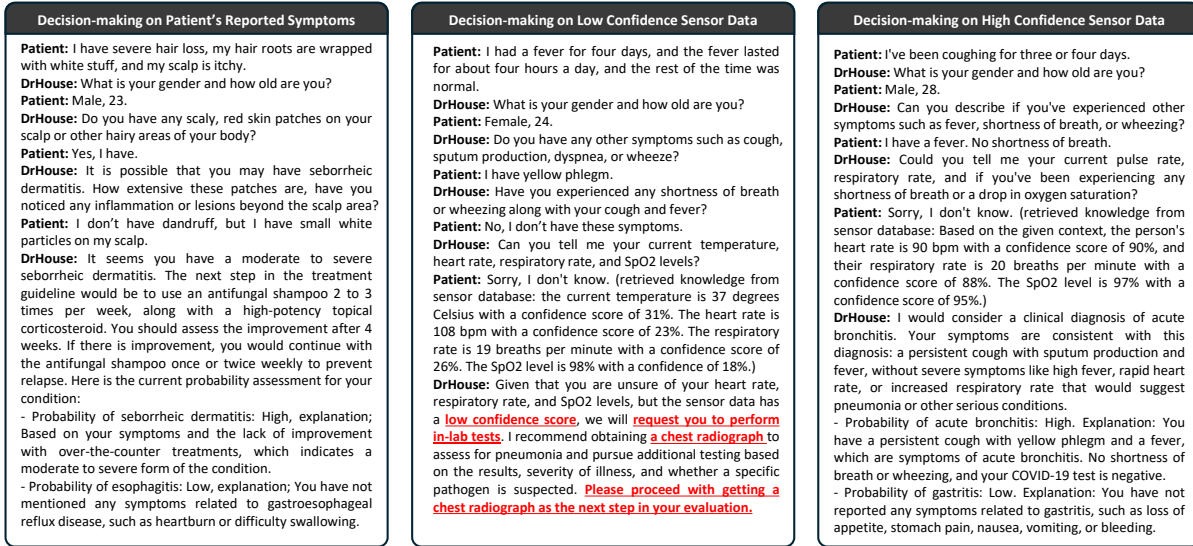 Decision-making on Patient's Reported Symptoms
Patient: I have severe hair loss, my hair roots are wrapped
with white stuff, and my scalp is itchy.
DrHouse: What is your gender and how old are you?
Patient: Male, 23.
DrHouse: Do you have any scaly, red skin patches on your
scalp or other hairy areas of your body?
Patient: Yes, I have.
DrHouse: It is possible that you may have seborrheic
dermatitis. How extensive these patches are, have you
noticed any inflammation or lesions beyond the scalp area?
Patient: I don't have dandruff, but I have small white
particles on my scalp.
DrHouse: It seems you have a moderate to severe
seborrheic dermatitis. The next step in the treatment
guideline would be to use an antifungal shampoo 2 to 3
times per week, along with a high-potency topical
corticosteroid. You should assess the improvement after 4
weeks. If there is improvement, you would continue with
the antifungal shampoo once or twice weekly to prevent
relapse. Here is the current probability assessment for your
condition:
- Probability of seborrheic dermatitis: High, explanation;
Based on your symptoms and the lack of improvement
with over-the-counter treatments, which indicates a
moderate to severe form of the condition.
- Probability of esophagitis: Low, explanation; You have not
mentioned any symptoms related to gastroesophageal
reflux disease, such as heartburn or difficulty swallowing.
Decision-making on Low Confidence Sensor Data
Patient: I had a fever for four days, and the fever lasted
for about four hours a day, and the rest of the time was
normal.
DrHouse: What is your gender and how old are you?
Patient: Female, 24.
DrHouse: Do you have any other symptoms such as cough,
sputum production, dyspnea, or wheeze?
Patient: I have yellow phlegm.
DrHouse: Have you experienced any shortness of breath
or wheezing along with your cough and fever?
Patient: No, I don't have these symptoms.
DrHouse: Can you tell me your current temperature,
heart rate, respiratory rate, and SpO2 levels?
Patient: Sorry, I don't know. (retrieved knowledge from
sensor database: the current temperature is 37 degrees
Celsius with a confidence score of 31%. The heart rate is
108 bpm with a confidence score of 23%. The respiratory
rate is 19 breaths per minute with a confidence score of
26%. The SpO2 level is 98% with a confidence of 18%.)
DrHouse: Given that you are unsure of your heart rate,
respiratory rate, and SpO2 levels, but the sensor data has
a low confidence score, we will request you to perform
in-lab tests. I recommend obtaining a chest radiograph to
assess for pneumonia and pursue additional testing based
on the results, severity of illness, and whether a specific
pathogen is suspected. Please proceed with getting a
chest radiograph as the next step in your evaluation.
Decision-making on High Confidence Sensor Data
Patient: I've been coughing for three or four days.
DrHouse: What is your gender and how old are you?
Patient: Male, 28.
DrHouse: Can you describe if you've experienced other
symptoms such as fever, shortness of breath, or wheezing?
Patient: I have a fever. No shortness of breath.
DrHouse: Could you tell me your current pulse rate,
respiratory rate, and if you've been experiencing any
shortness of breath or a drop in oxygen saturation?
Patient: Sorry, I don't know. (retrieved knowledge from
sensor database: Based on the given context, the person's
heart rate is 90 bpm with a confidence score of 90%, and
their respiratory rate is 20 breaths per minute with a
confidence score of 88%. The SpO2 level is 97% with a
confidence score of 95%.)
DrHouse: I would consider a clinical diagnosis of acute
bronchitis. Your symptoms are consistent with this
diagnosis: a persistent cough with sputum production and
fever, without severe symptoms like high fever, rapid heart
rate, or increased respiratory rate that would suggest
pneumonia or other serious conditions.
- Probability of acute bronchitis: High. Explanation: You
have a persistent cough with yellow phlegm and a fever,
which are symptoms of acute bronchitis. No shortness of
breath or wheezing, and your COVID-19 test is negative.
- Probability of gastritis: Low. Explanation: You have not
reported any symptoms related to gastritis, such as loss of
appetite, stomach pain, nausea, vomiting, or bleeding.